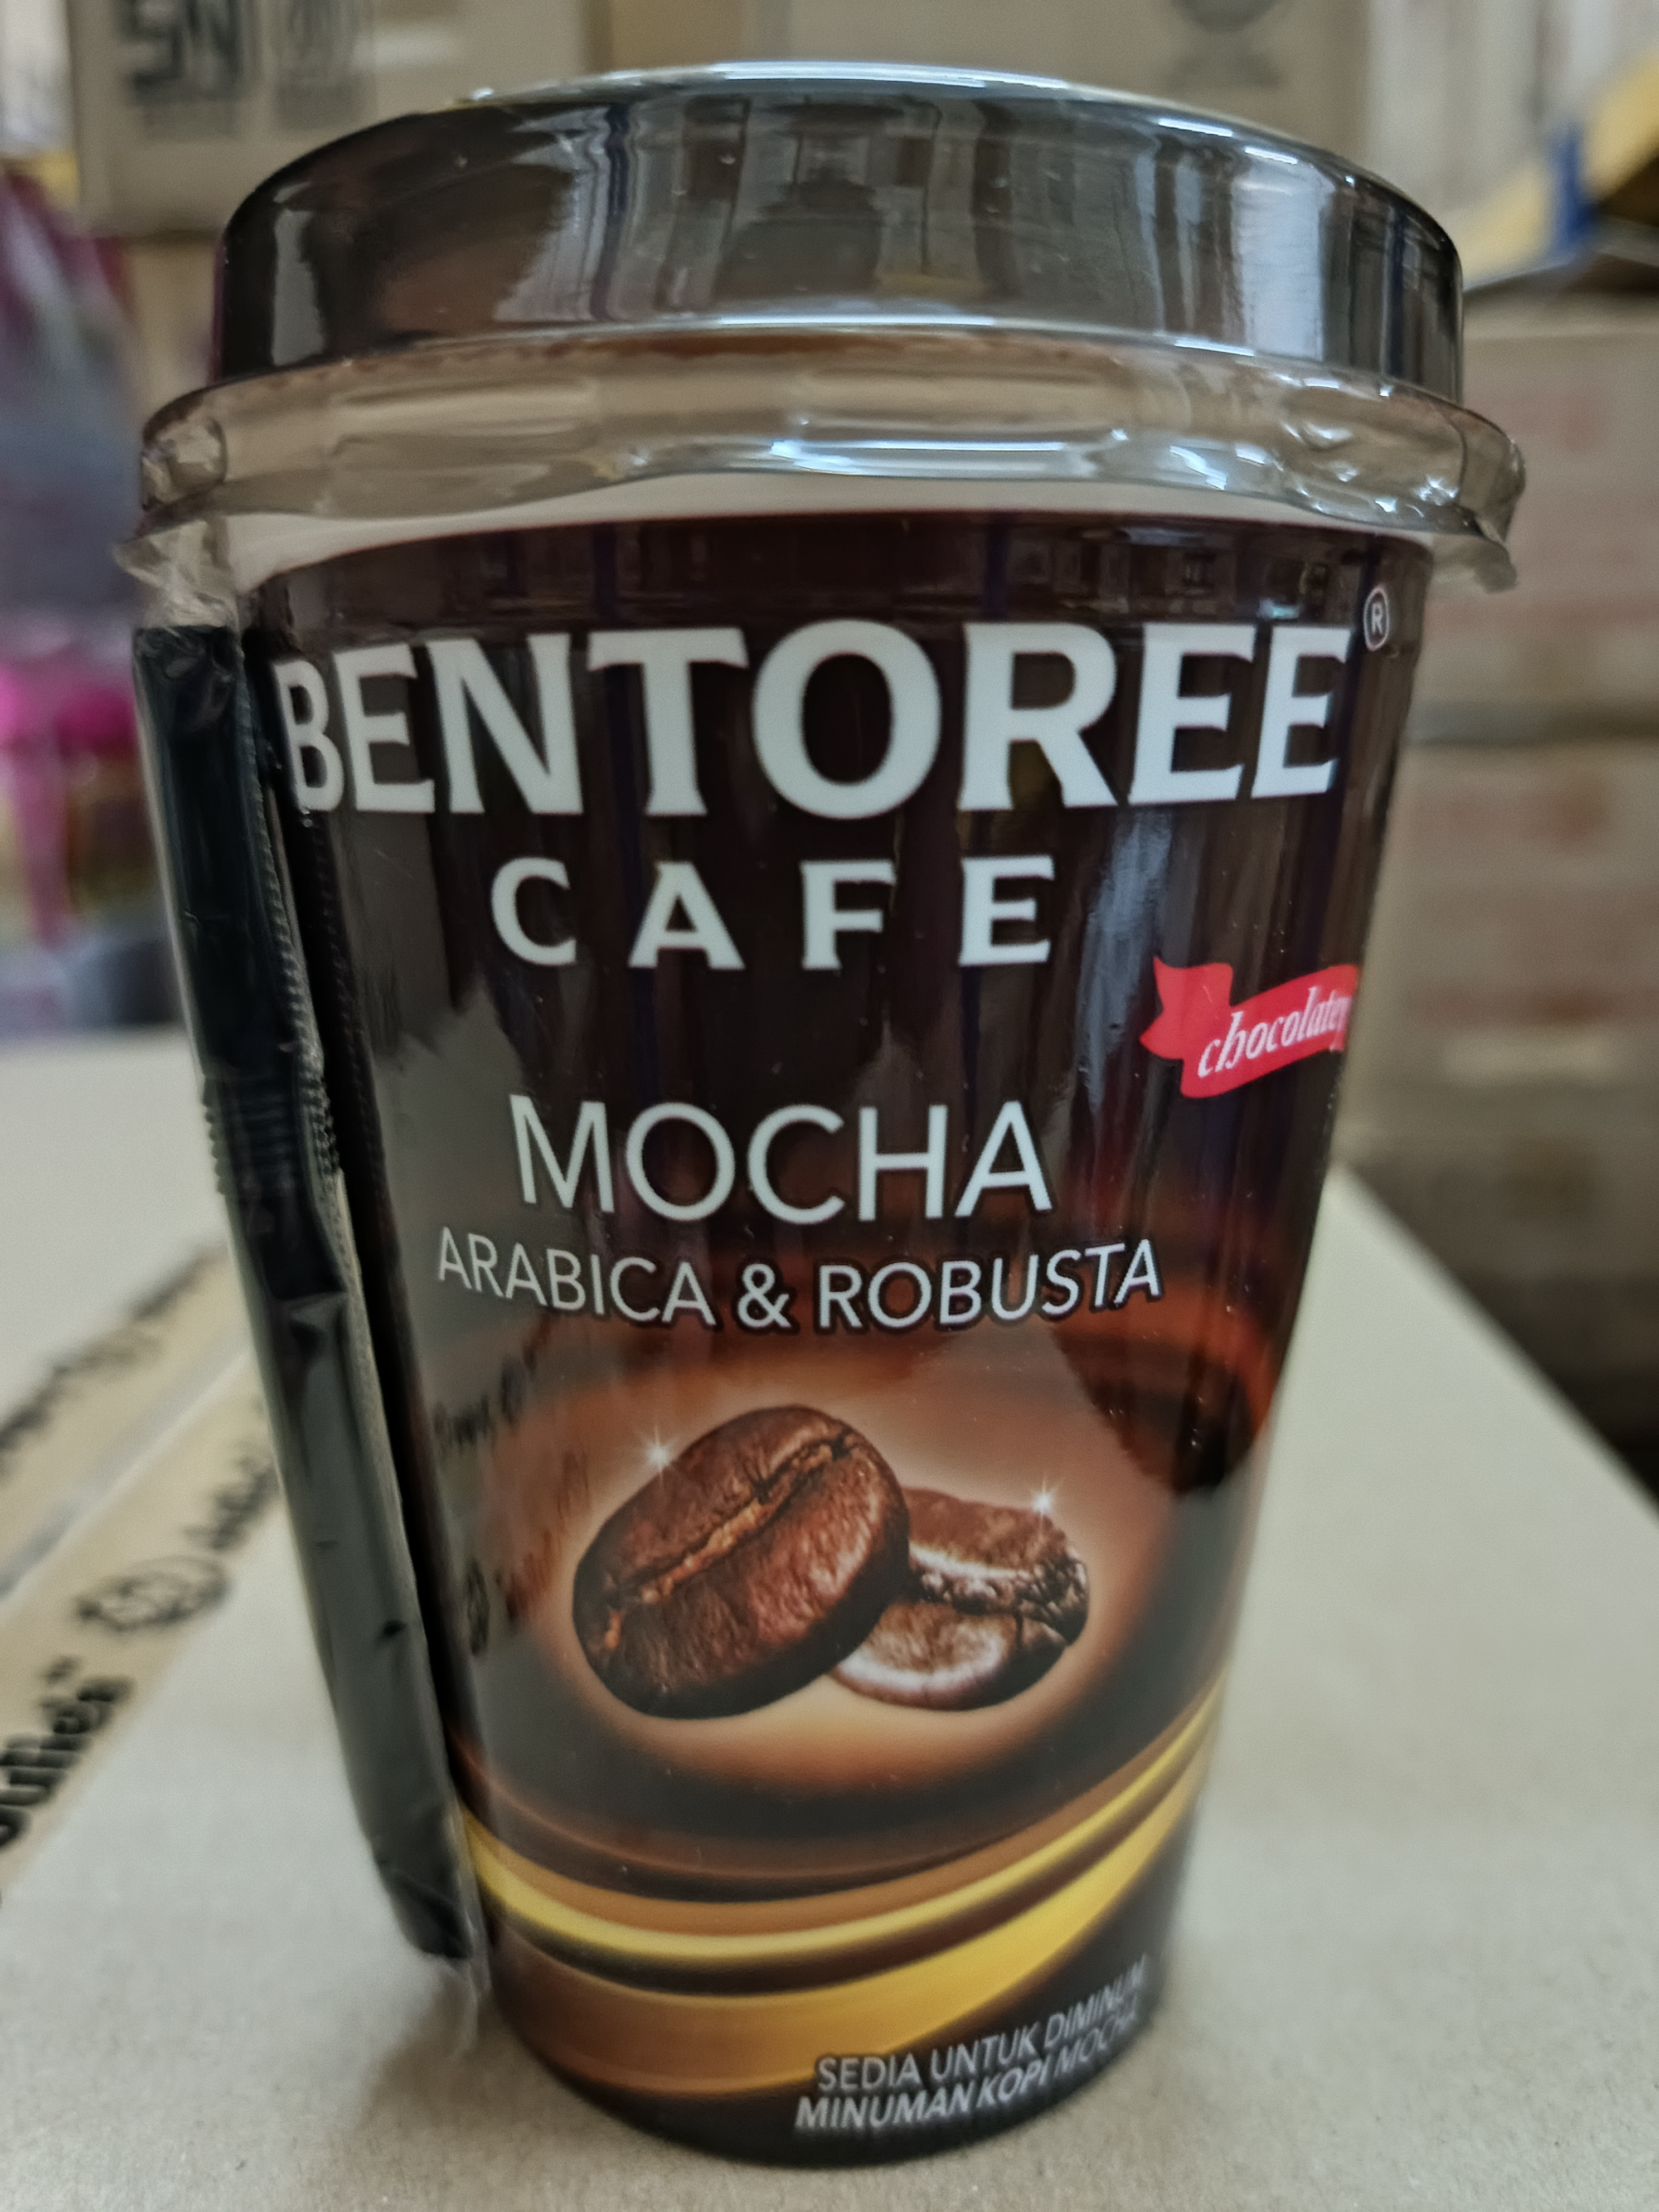 BENTOREE®
CAFE
chocolatey
MOCHA
ARABICA & ROBUSTA
SEDIA UNTUK DIMINUM
MINUMAN KOPI MOCHA